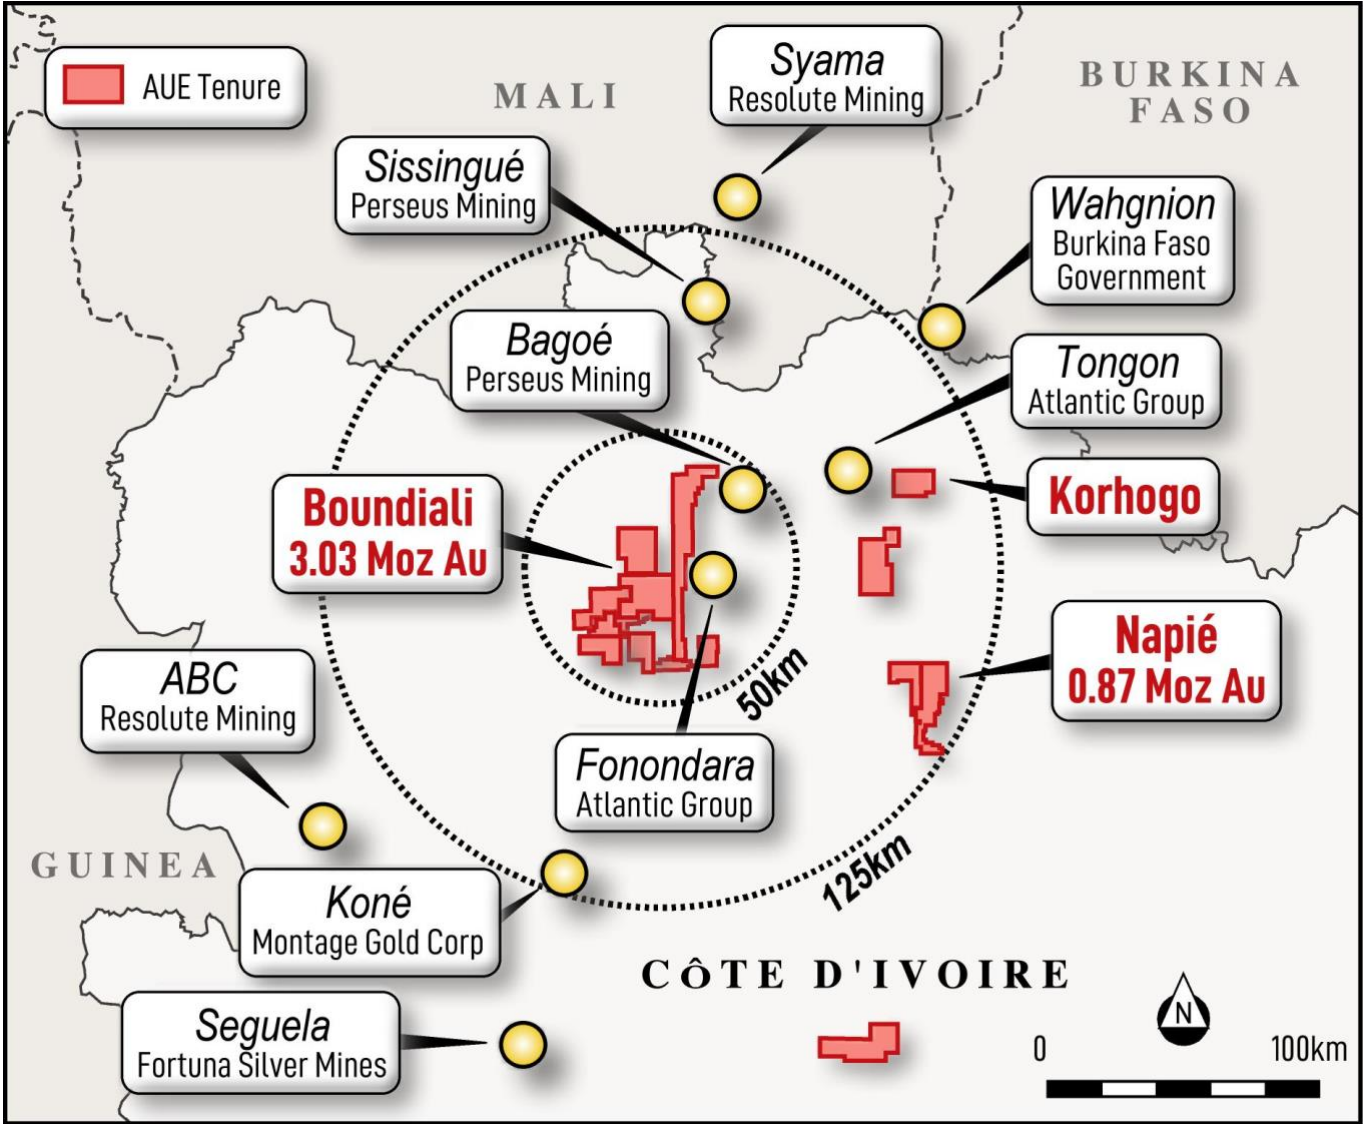 AUE Tenure
MALI
Syama
Resolute Mining
BURKINA
FASO
Sissingué
Perseus Mining
Wahgnion
Burkina Faso
Government
Bagoé
Perseus Mining
Tongon
Atlantic Group
Boundiali
3.03 Moz Au
Korhogo
Napié
0.87 Moz Au
ABC
Resolute Mining
50km
Fonondara
Atlantic Group
125km
GUINEA
Koné
Montage Gold Corp
CôTE D'IVOIRE
Seguela
Fortuna Silver Mines
N
0 100km